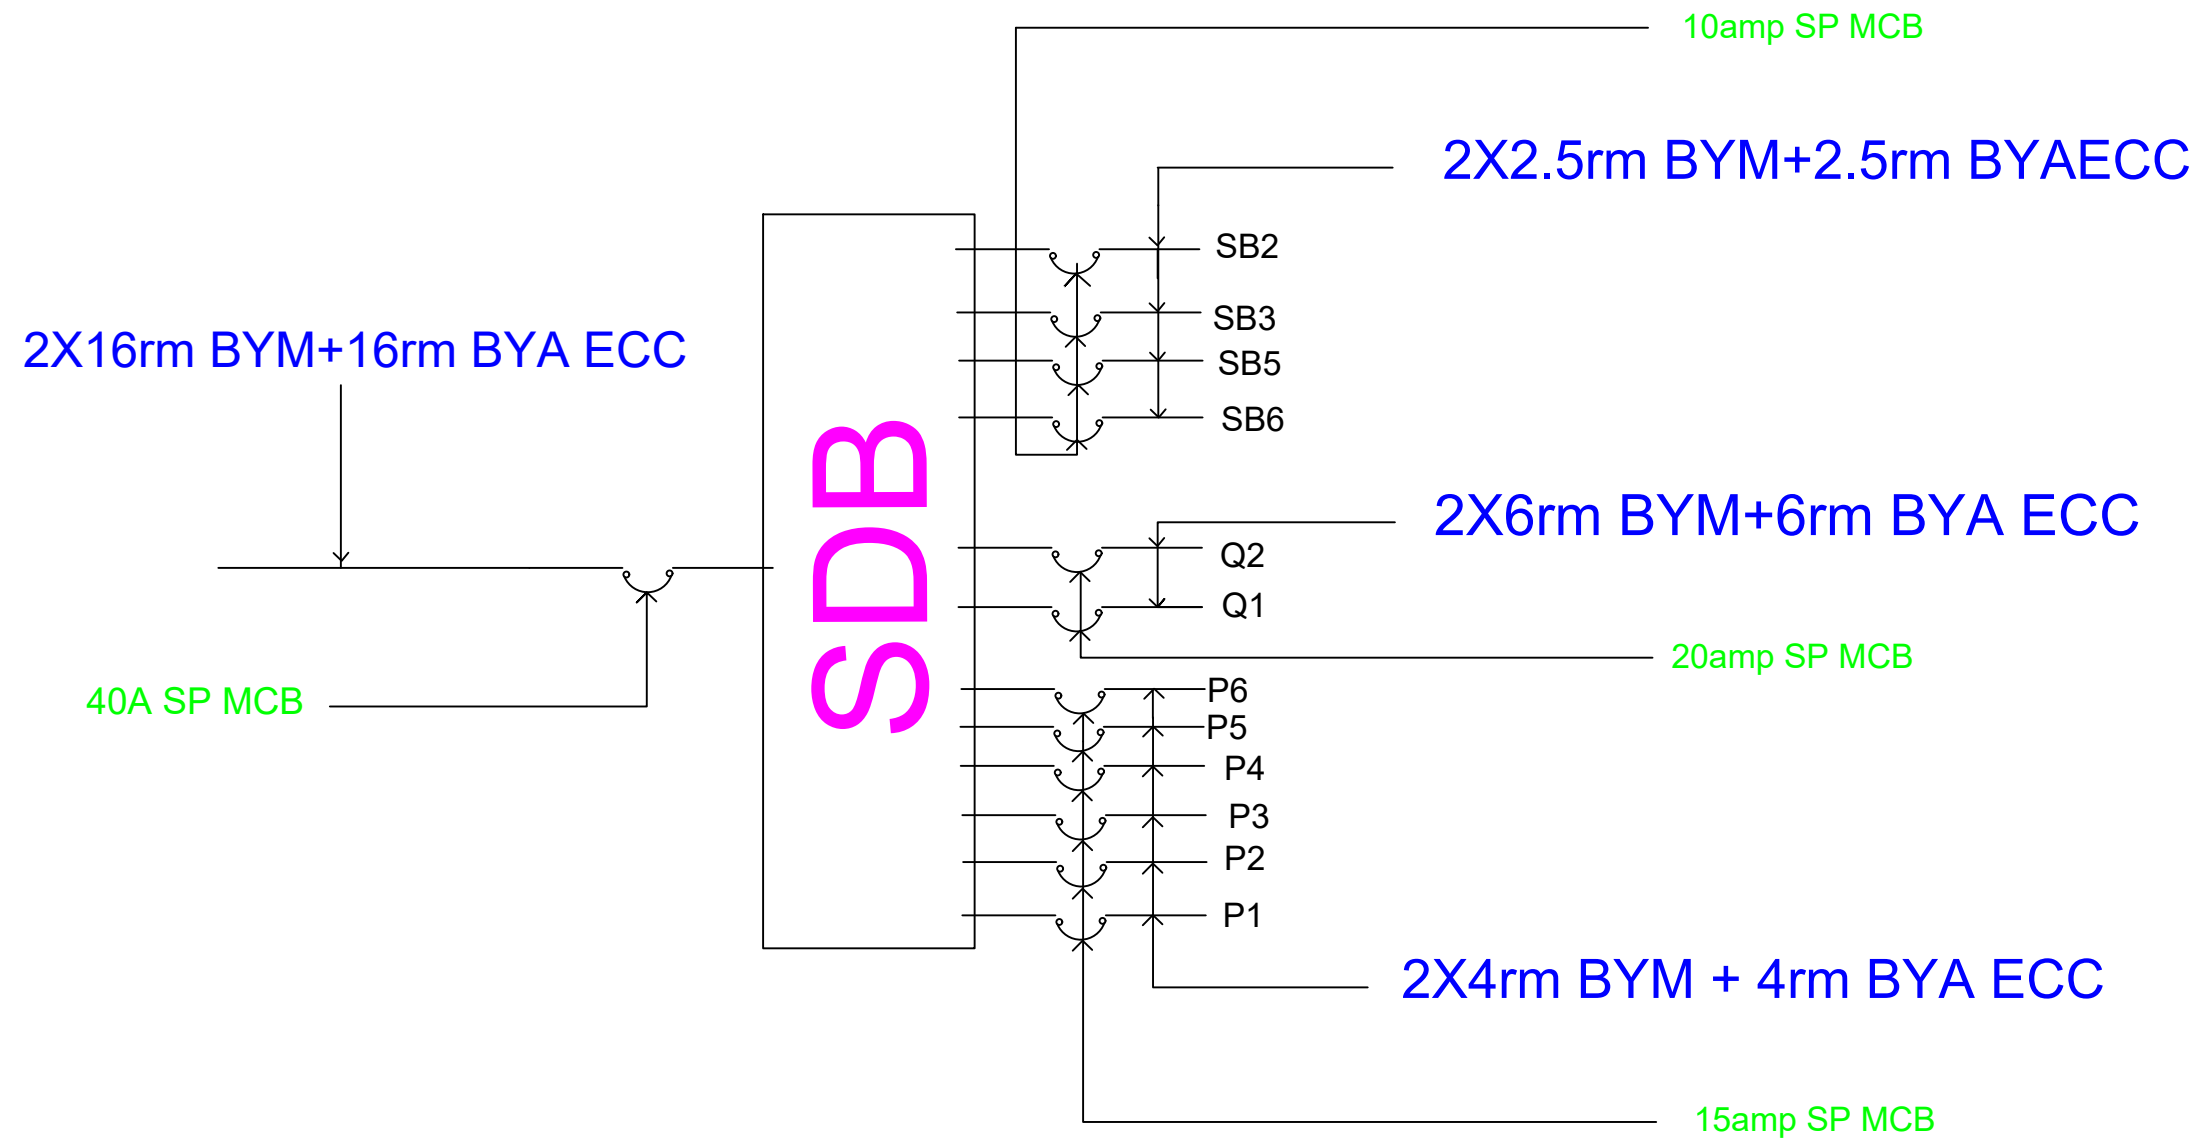 10amp SP MCB
2X2.5rm BYM+2.5rm BYAECC
SB2
SB3
2X16rm BYM+16rm BYA ECC
SB5
SB6
SDB
2X6rm BYM+6rm BYA ECC
Q2
Q1
20amp SP MCB
P6
40A SP MCB
P5
P4
P3
P2
P1
2X4rm BYM + 4rm BYA ECC
15amp SP MCB